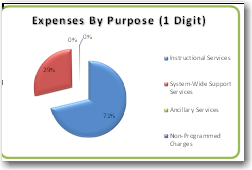 Expenses By Purpose (1 Digit)
0%
0%
29%
71%
Instructional Services
System-Wide Support
Services
Ancillary Services
Non-Programmed
Charges